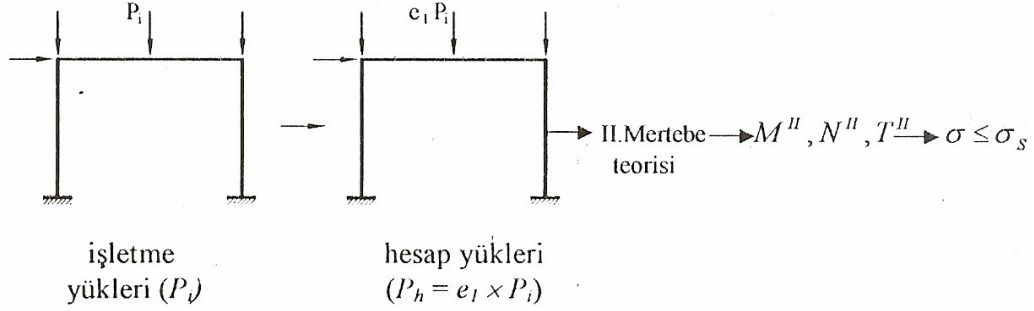 P_i
e_1 P_i
II.Mertebe
teorisi
M^II , N^II , T^II
σ ≤ σ_S
işletme
yükleri (P_i)
hesap yükleri
(P_h = e_1 × P_i)